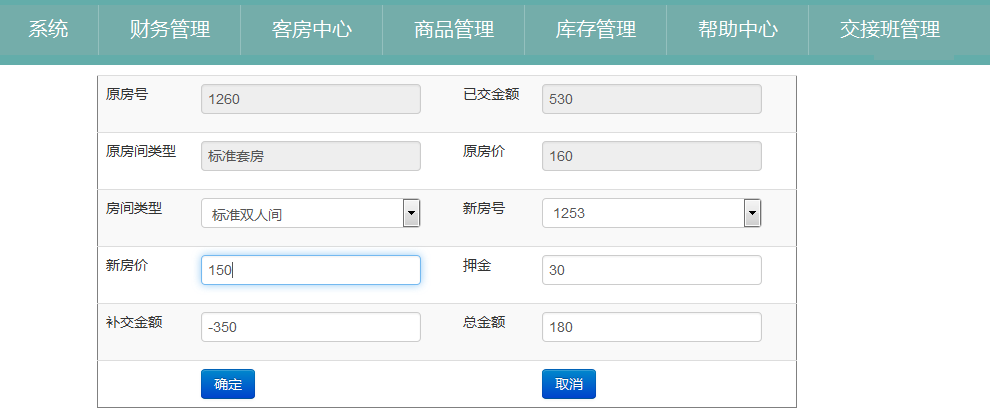 系统 财务管理 客房中心 商品管理 库存管理 帮助中心 交接班管理
原房号 1260 已交金额 530
原房间类型 标准套房 原房价 160
房间类型 标准双人间 新房号 1253
新房价 150 押金 30
补交金额 -350 总金额 180
确定 取消